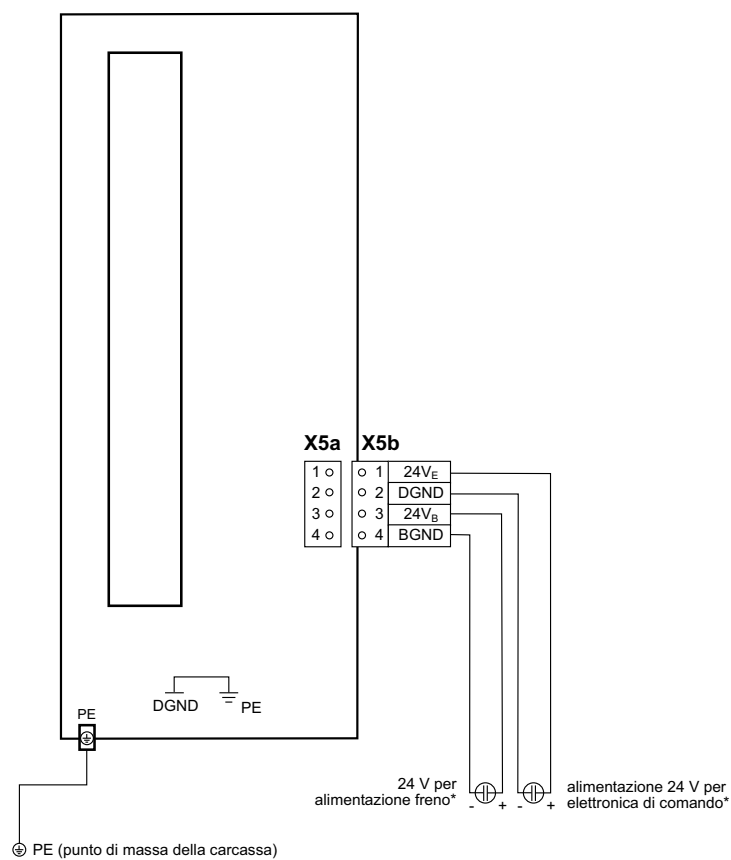 X5a X5b
1 1 24VE
2 2 DGND
3 3 24VB
4 4 BGND
DGND PE
PE
24 V per
alimentazione freno*
- + - +
alimentazione 24 V per
elettronica di comando*
PE (punto di massa della carcassa)